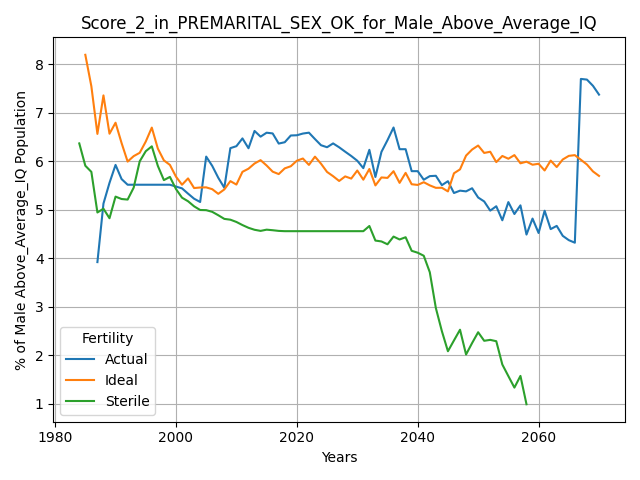 Score_2_in_PREMARITAL_SEX_OK_for_Male_Above_Average_IQ
% of Male Above_Average_IQ Population
8
7
6
5
4
3
2
1
Fertility
Actual
Ideal
Sterile
1980
2000
2020
2040
2060
Years